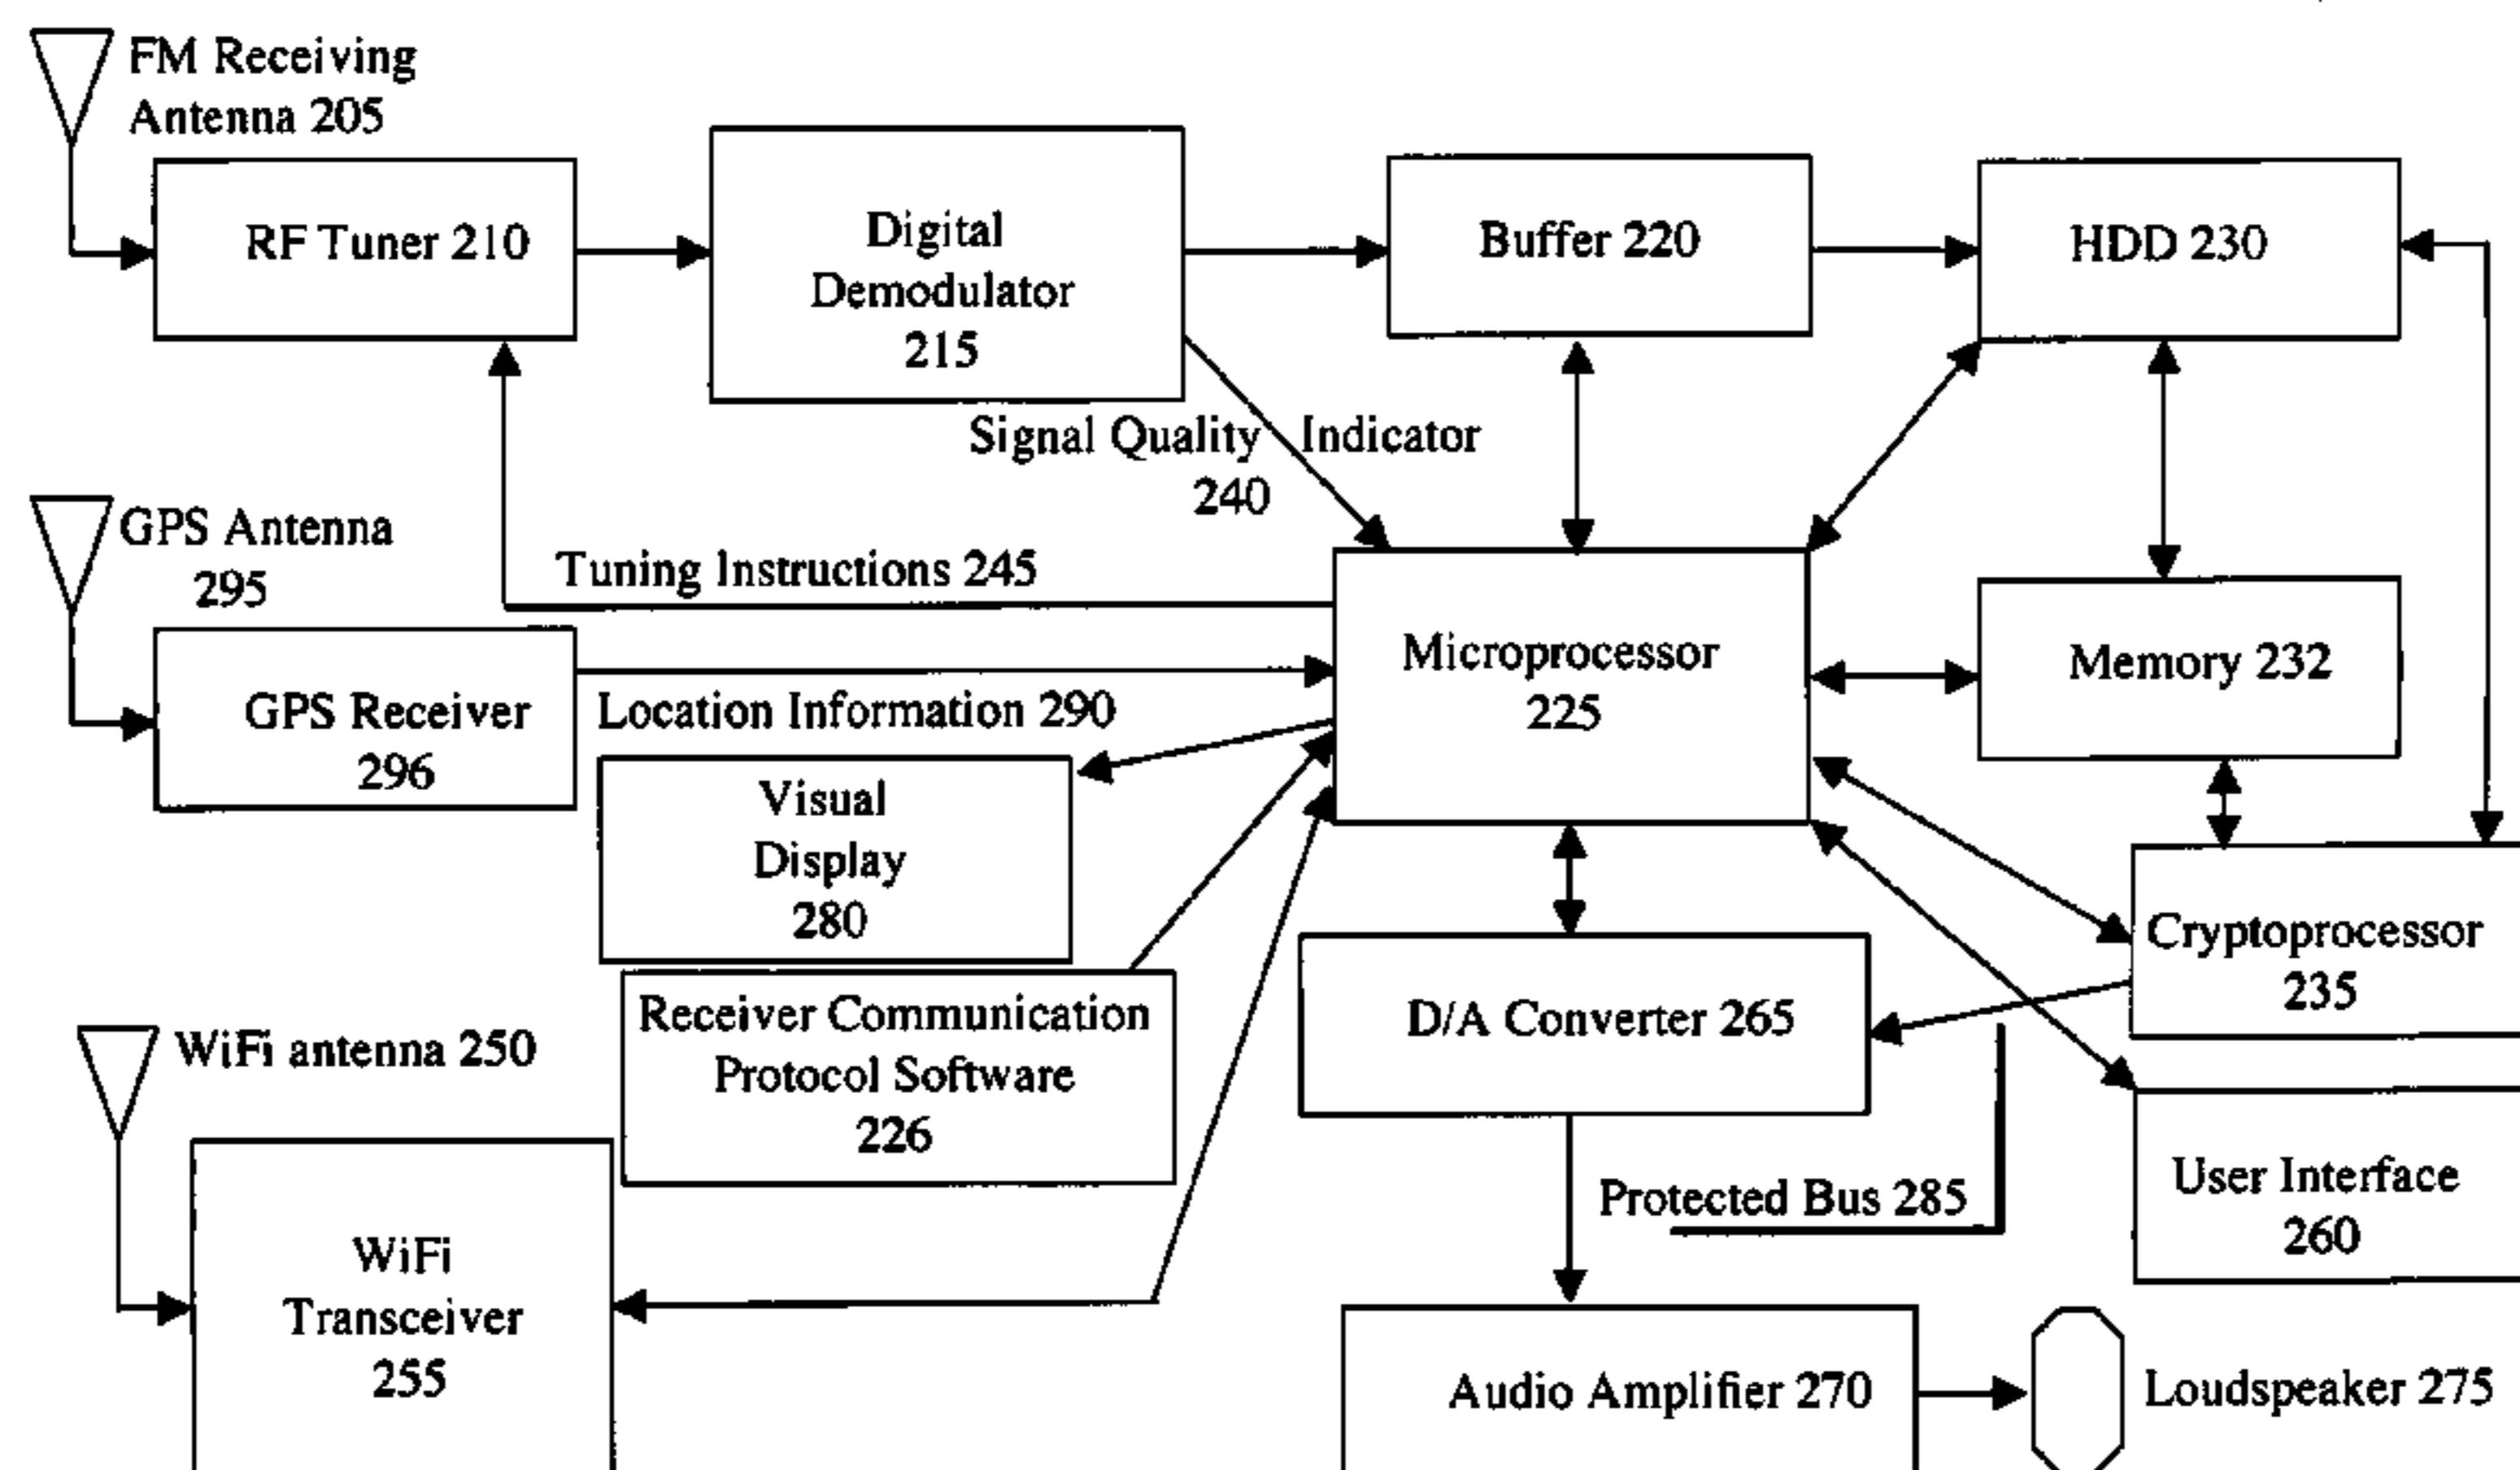 FM Receiving
Antenna 205
RF Tuner 210
Digital
Demodulator
215
Buffer 220
HDD 230
Signal Quality Indicator
240
GPS Antenna
295
Tuning Instructions 245
GPS Receiver
296
Location Information 290
Microprocessor
225
Memory 232
Visual
Display
280
Receiver Communication
Protocol Software
226
D/A Converter 265
Cryptoprocessor
235
WiFi antenna 250
WiFi
Transceiver
255
Protected Bus 285
User Interface
260
Audio Amplifier 270
Loudspeaker 275